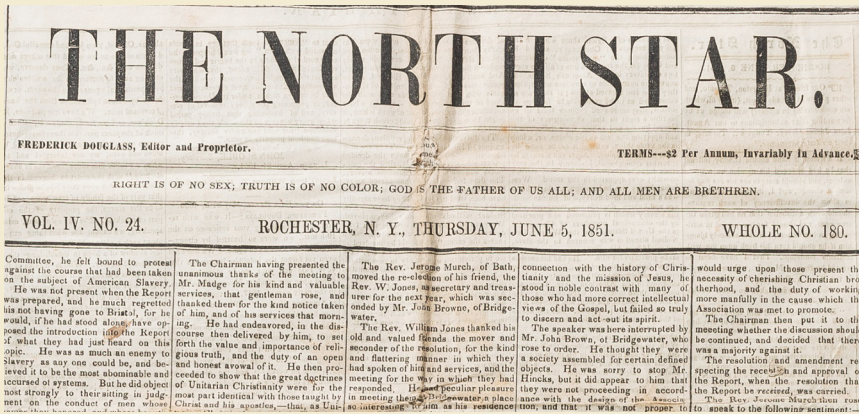 THE NORTH STAR.
FREDERICK DOUGLASS, Editor and Proprietor.
TERMS---$2 Per Annum, Invariably in Advance.
RIGHT IS OF NO SEX; TRUTH IS OF NO COLOR; GOD IS THE FATHER OF US ALL; AND ALL MEN ARE BRETHREN.
VOL. IV. NO. 24.
ROCHESTER, N. Y., THURSDAY, JUNE 5, 1851.
WHOLE NO. 180.
Committee, he felt bound to protest
against the course that had been taken
on the subject of American Slavery.
He was not present when the Report
was prepared, and he much regretted
his not having gone to Bristol, for he
would, if he had stood alone, have op-
posed the introduction into the Report
of what they had just heard on this
opic. He was as much an enemy to
Slavery as any one could be, and be-
ieved it to be the most abominable and
accursed of systems. But he did object
most strongly to their sitting in judg-
ment on the conduct of men whose
The Chairman having presented the
unanimous thanks of the meeting to
Mr. Madge for his kind and valuable
services, that gentleman rose, and
thanked them for the kind notice taken
of him, and of his services that morn-
ing. He had endeavored, in the dis-
course then delivered by him, to set
forth the value and importance of reli-
gious truth, and the duty of an open
and honest avowal of it. He then pro-
ceeded to show that the great doctrines
of Unitarian Christianity were for the
most part identical with those taught by
Christ and his apostles,—that, as Uni-
The Rev. Jerome Murch, of Bath,
moved the re-election of his friend, the
Rev. W. Jones, as secretary and treas-
urer for the next year, which was sec-
onded by Mr. John Browne, of Bridge-
water.
The Rev. William Jones thanked his
old and valued friends the mover and
seconder of the resolution, for the kind
and flattering manner in which they
had spoken of him and services, and the
meeting for the way in which they had
responded. He peculiar pleasure
in meeting them Bridgewater, a place
so interesting to him as his residence
connection with the history of Chris-
tianity and the mission of Jesus, he
stood in noble contrast with many of
those who had more correct intellectual
views of the Gospel, but failed so truly
to discern and act out its spirit.
The speaker was here interrupted by
Mr. John Brown, of Bridgewater, who
rose to order. He thought they were
a society assembled for certain defined
objects. He was sorry to stop Mr.
Hincks, but it did appear to him that
they were not proceeding in accord-
ance with the design of the Associa-
tion, and that it was not proper
would urge upon those present th
necessity of cherishing Christian bro
therhood, and the duty of working
more manfully in the cause which th
Association was met to promote.
The Chairman then put it to th
meeting whether the discussion shoul
be continued, and decided that ther
was a majority against it.
The resolution and amendment re
specting the reception and approval o
the Report, when the resolution that
the Report be received, was carried.
The Rev. Jerome Murch then rose
to speak to the following sentiment